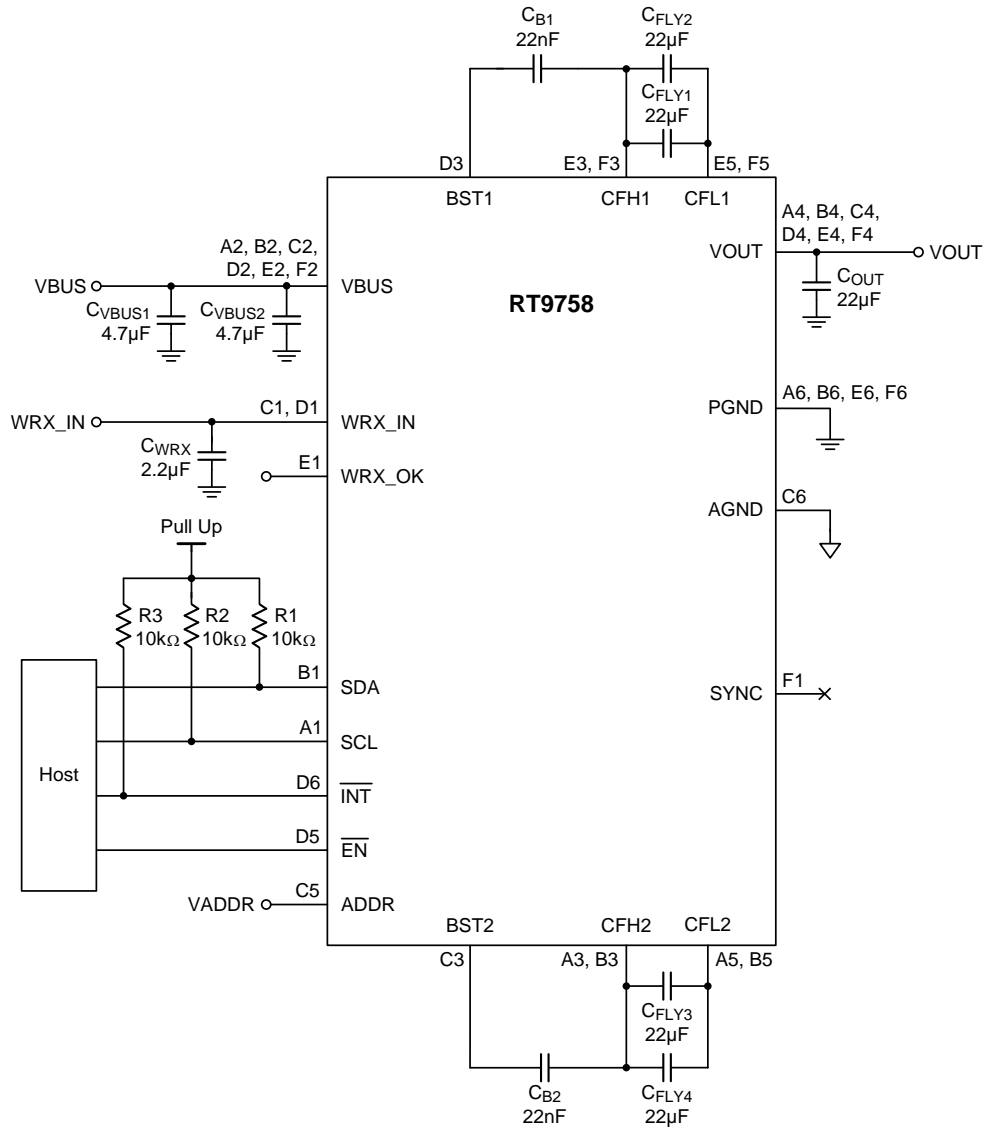 CB1
22nF
CFLY2
22µF
CFLY1
22µF
D3
E3, F3
E5, F5
BST1
CFH1
CFL1
A2, B2, C2,
D2, E2, F2
VBUS
VBUS
CVBUS1
4.7µF
CVBUS2
4.7µF
RT9758
A4, B4, C4,
D4, E4, F4
VOUT
VOUT
COUT
22µF
WRX_IN
C1, D1
WRX_IN
CWRX
2.2µF
E1
WRX_OK
PGND
A6, B6, E6, F6
AGND
C6
Pull Up
R3
10kΩ
R2
10kΩ
R1
10kΩ
Host
B1
SDA
A1
SCL
D6
INT
D5
EN
VADDR
C5
ADDR
SYNC
F1
BST2
CFH2
CFL2
C3
A3, B3
A5, B5
CFLY3
22µF
CB2
22nF
CFLY4
22µF